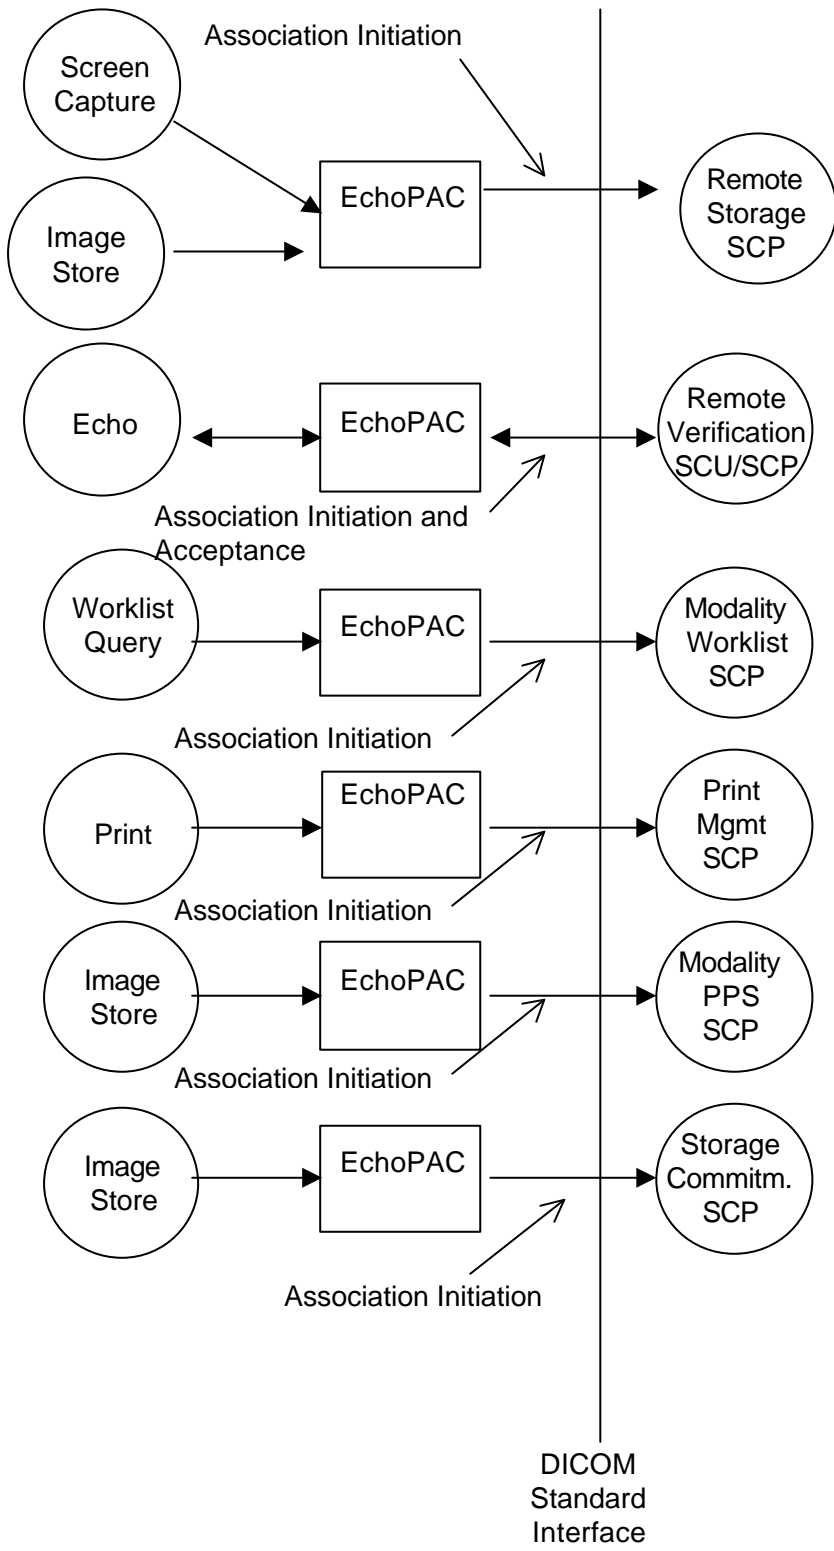 Association Initiation
Screen
Capture
EchoPAC
Remote
Storage
SCP
Image
Store
Echo
EchoPAC
Remote
Verification
SCU/SCP
Association Initiation and
Acceptance
Worklist
Query
EchoPAC
Modality
Worklist
SCP
Association Initiation
Print
EchoPAC
Print
Mgmt
SCP
Association Initiation
Image
Store
EchoPAC
Modality
PPS
SCP
Association Initiation
Image
Store
EchoPAC
Storage
Commitm.
SCP
Association Initiation
DICOM
Standard
Interface